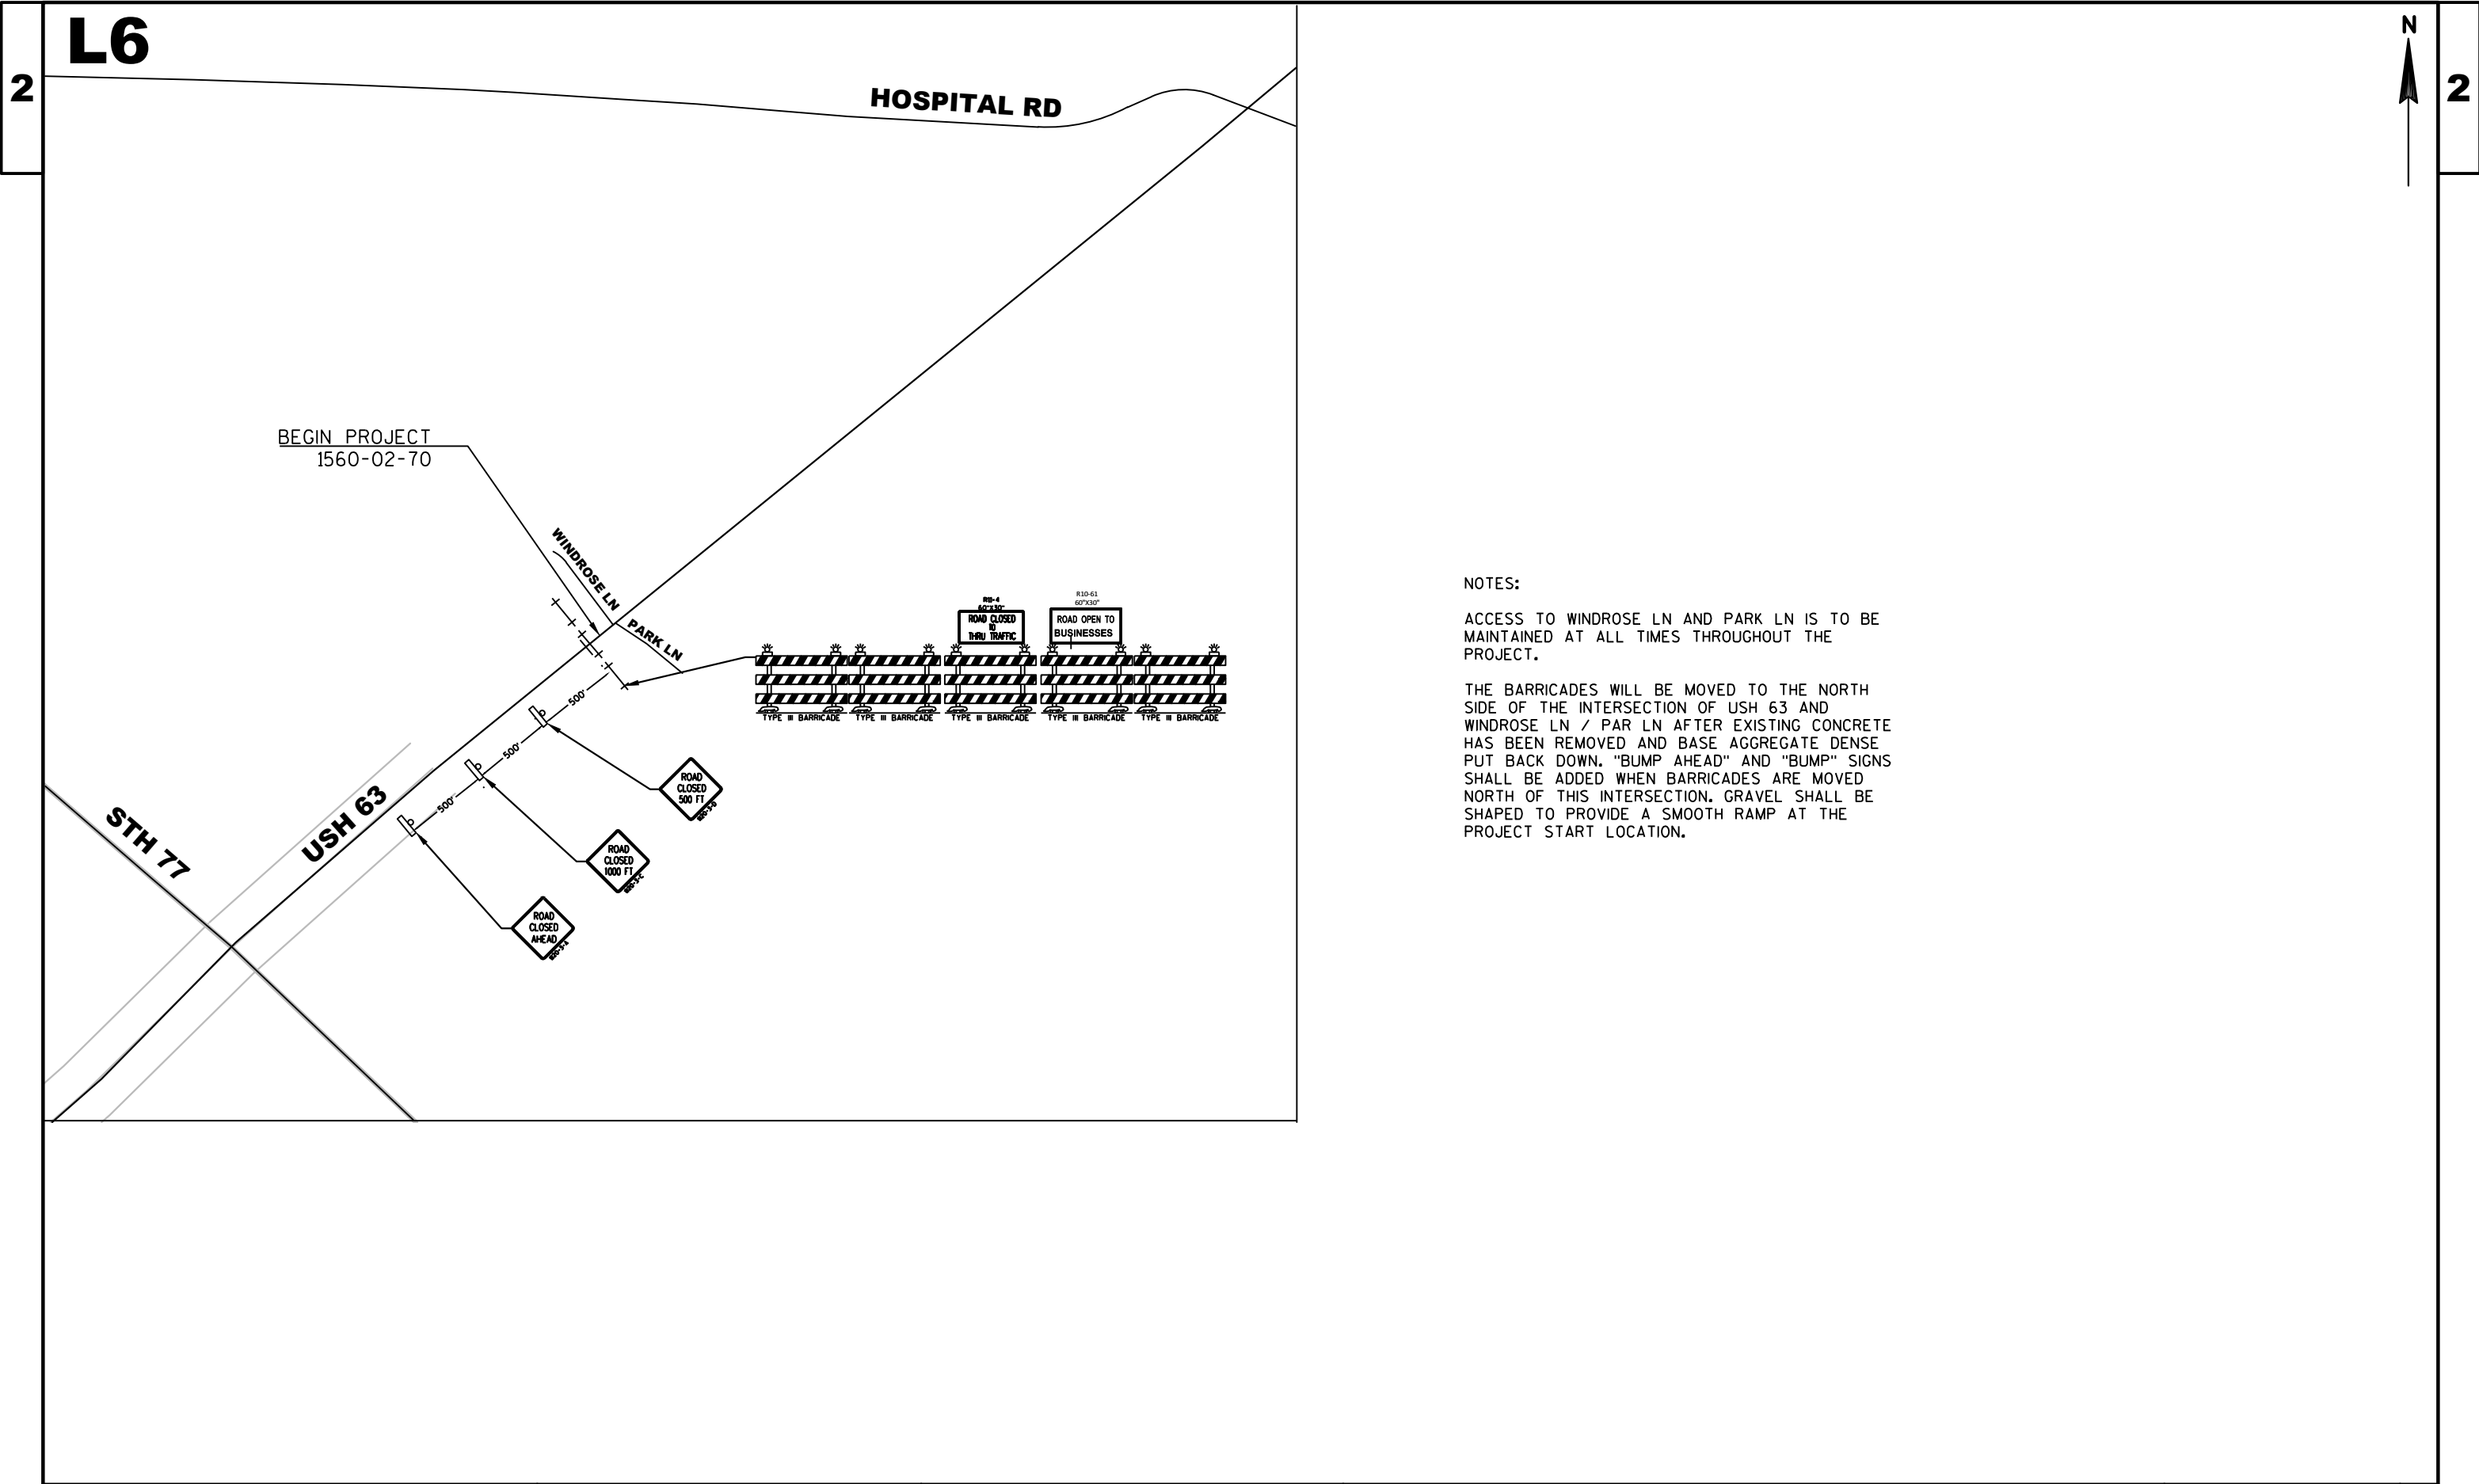 L6
N
2
2
HOSPITAL RD
BEGIN PROJECT
1560-02-70
WINDROSE LN
PARK LN
R10-4
60"X30"
ROAD CLOSED
TO
THRU TRAFFIC
R10-61
60"X30"
ROAD OPEN TO
BUSINESSES
TYPE III BARRICADE
TYPE III BARRICADE
TYPE III BARRICADE
TYPE III BARRICADE
TYPE III BARRICADE
500'
500'
500'
ROAD
CLOSED
500 FT
ROAD
CLOSED
1000 FT
ROAD
CLOSED
AHEAD
STH 77
USH 63
NOTES:
ACCESS TO WINDROSE LN AND PARK LN IS TO BE
MAINTAINED AT ALL TIMES THROUGHOUT THE
PROJECT.
THE BARRICADES WILL BE MOVED TO THE NORTH
SIDE OF THE INTERSECTION OF USH 63 AND
WINDROSE LN / PAR LN AFTER EXISTING CONCRETE
HAS BEEN REMOVED AND BASE AGGREGATE DENSE
PUT BACK DOWN. "BUMP AHEAD" AND "BUMP" SIGNS
SHALL BE ADDED WHEN BARRICADES ARE MOVED
NORTH OF THIS INTERSECTION. GRAVEL SHALL BE
SHAPED TO PROVIDE A SMOOTH RAMP AT THE
PROJECT START LOCATION.